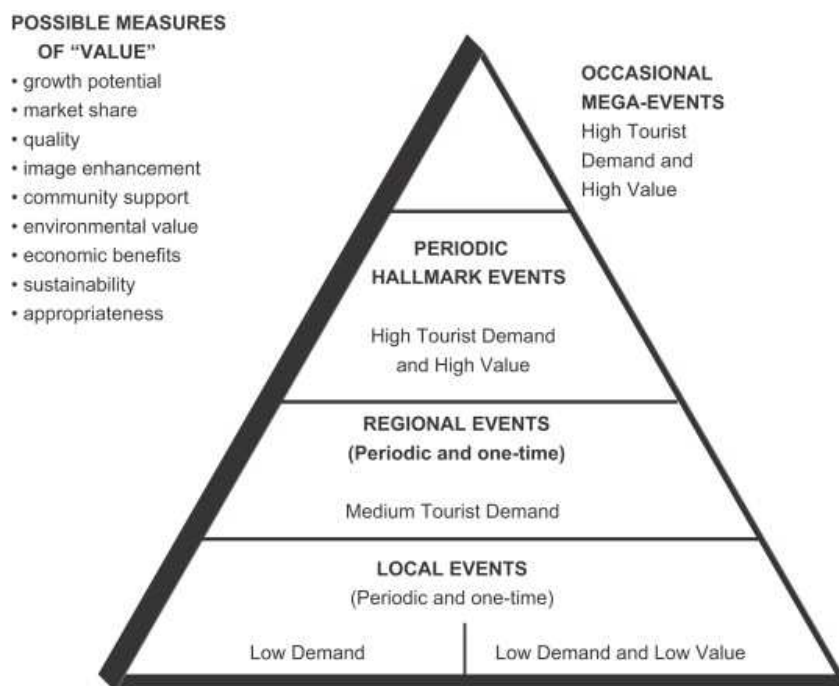 POSSIBLE MEASURES
OF “VALUE”
• growth potential
• market share
• quality
• image enhancement
• community support
• environmental value
• economic benefits
• sustainability
• appropriateness
OCCASIONAL
MEGA-EVENTS
High Tourist
Demand and
High Value
PERIODIC
HALLMARK EVENTS
High Tourist Demand
and High Value
REGIONAL EVENTS
(Periodic and one-time)
Medium Tourist Demand
LOCAL EVENTS
(Periodic and one-time)
Low Demand
Low Demand and Low Value